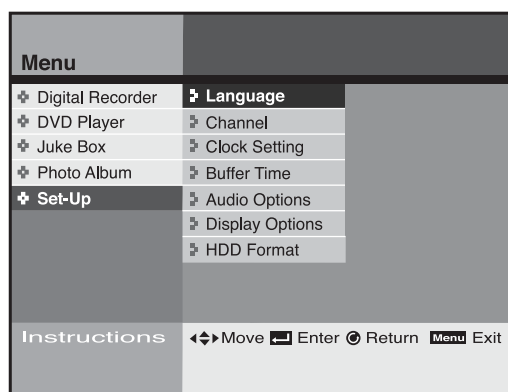 Menu
Digital Recorder
DVD Player
Juke Box
Photo Album
Set-Up
Language
Channel
Clock Setting
Buffer Time
Audio Options
Display Options
HDD Format
Instructions
Move Enter Return Menu Exit